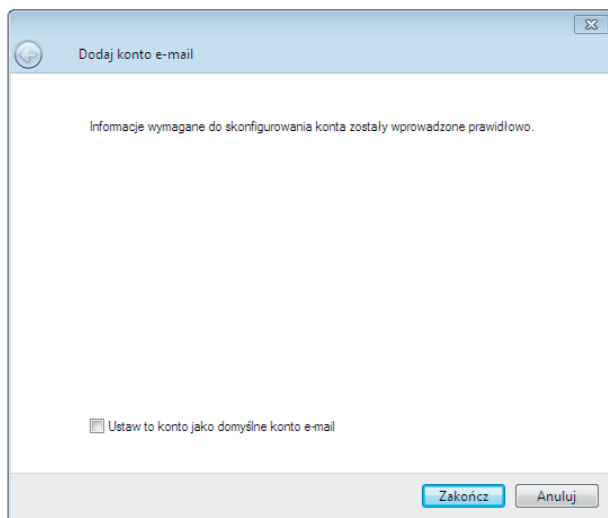 Dodaj konto e-mail
Informacje wymagane do skonfigurowania konta zostały wprowadzone prawidłowo.
Ustaw to konto jako domyślne konto e-mail
Zakończ Anuluj